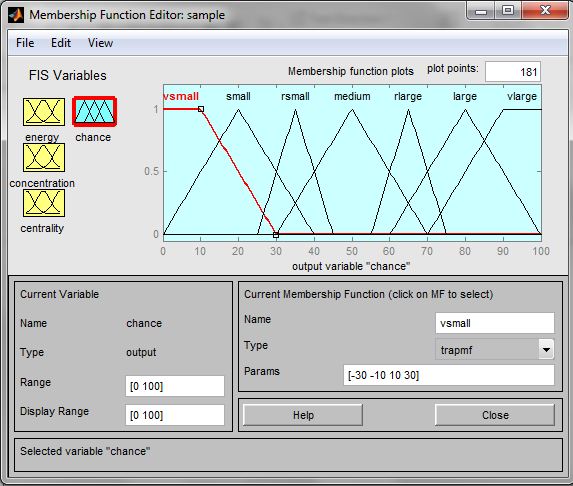 Membership Function Editor: sample
File Edit View
FIS Variables
Membership function plots plot points: 181
energy chance
concentration
centrality
vsmall small rsmall medium rlarge large vlarge
1
0.5
0
0 10 20 30 40 50 60 70 80 90 100
output variable "chance"
Current Variable
Name chance
Type output
Range [0 100]
Display Range [0 100]
Current Membership Function (click on MF to select)
Name vsmall
Type trapmf
Params [-30 -10 10 30]
Help Close
Selected variable "chance"